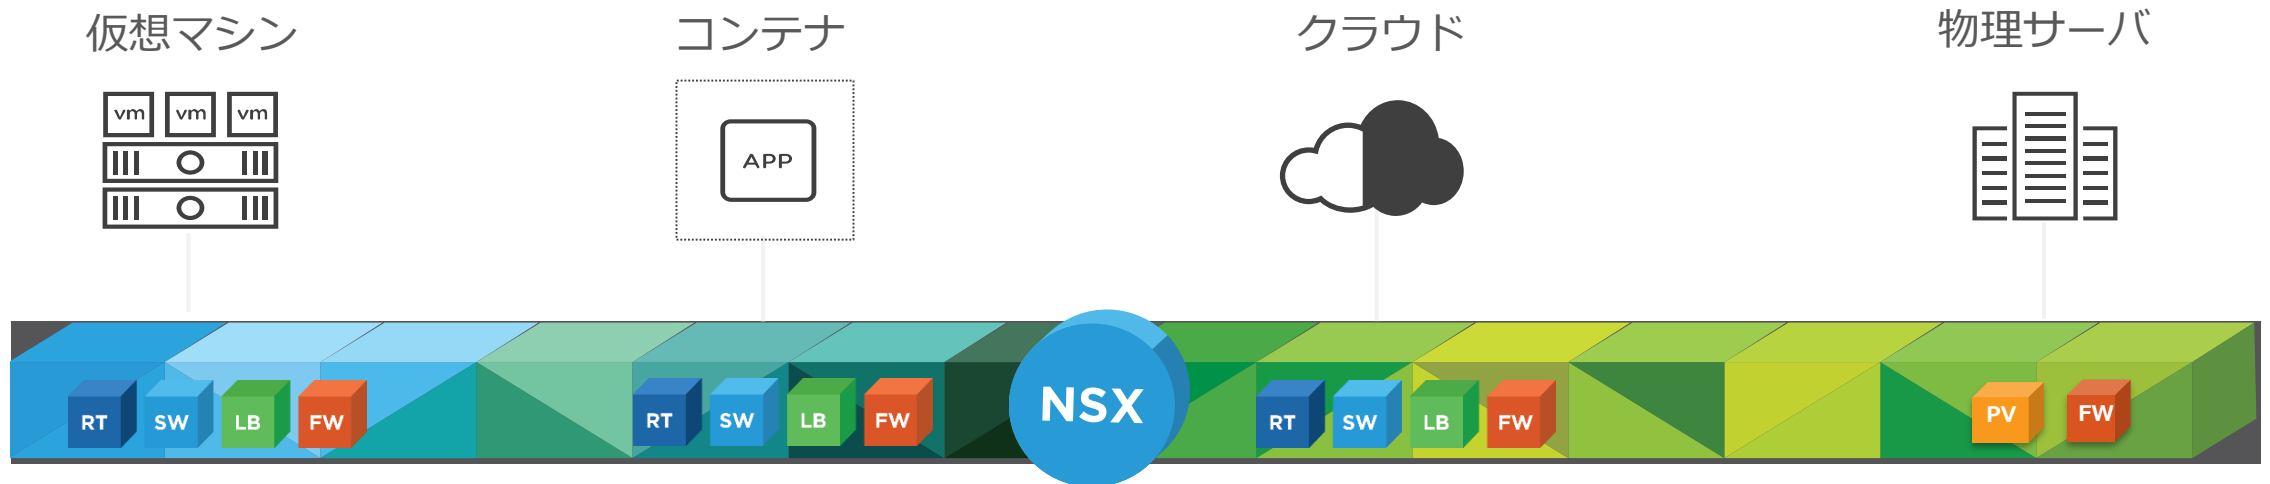 仮想マシン
コンテナ
クラウド
物理サーバ
vm vm vm
APP
NSX
RT SW LB FW
RT SW LB FW
RT SW LB FW
PV FW